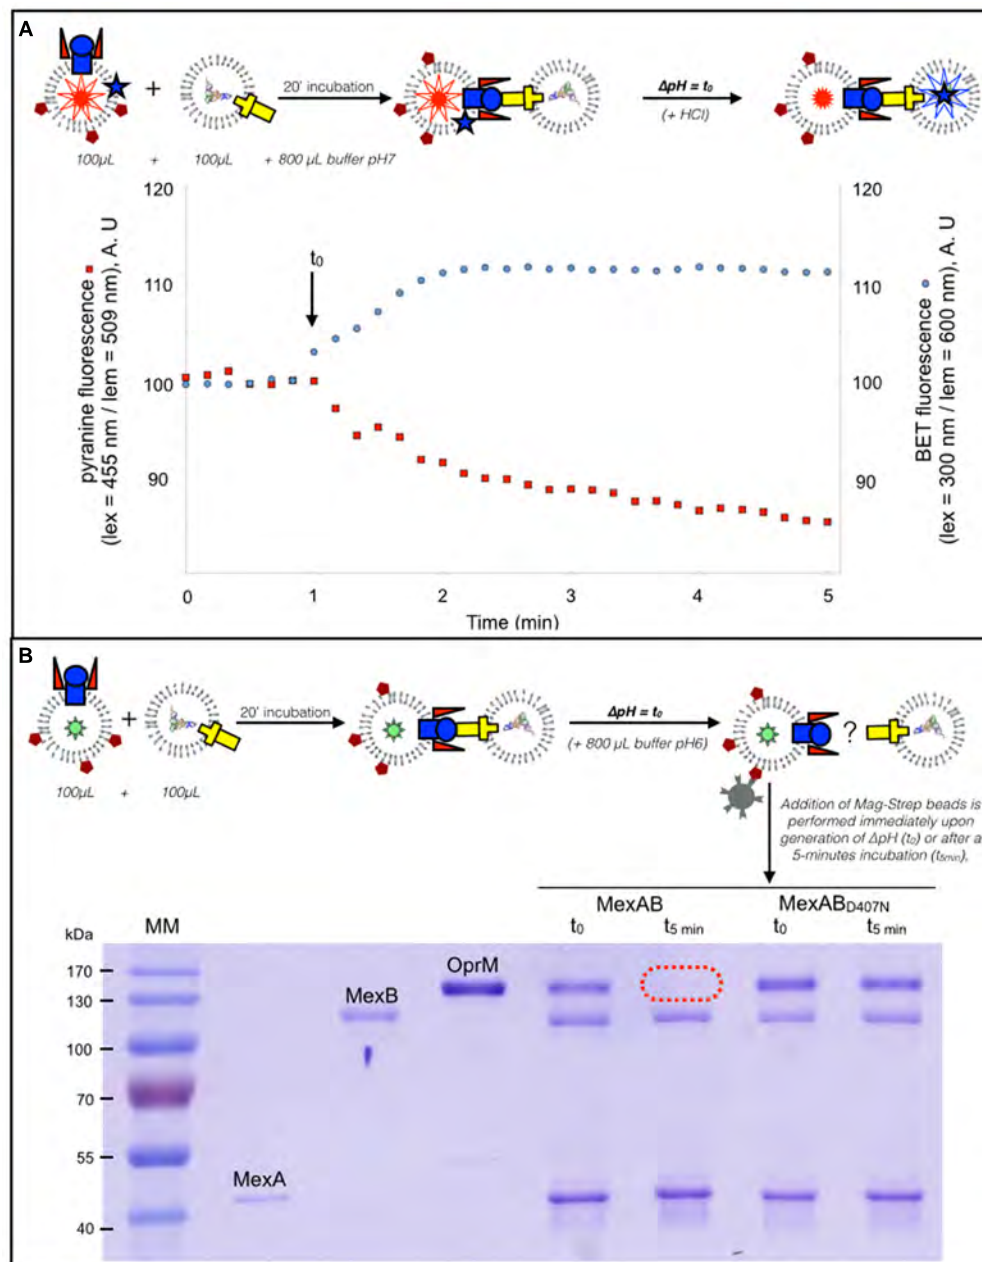 A
+
20' incubation
ΔpH = t0
(+ HCl)
100µL + 100µL + 800 µL buffer pH7
120
110
100
90
pyranine fluorescence
(lex = 455 nm / lem = 509 nm), A. U
t0
120
110
100
90
BET fluorescence
(lex = 300 nm / lem = 600 nm), A. U
0 1 2 3 4 5
Time (min)
B
+
20' incubation
ΔpH = t0
(+ 800 µL buffer pH6)
?
100µL + 100µL
Addition of Mag-Strep beads is
performed immediately upon
generation of ΔpH (t0) or after a
5-minutes incubation (t5min).
MexAB MexABD407N
t0 t5 min t0 t5 min
kDa MM
170
130
100
70
55
40
OprM
MexB
MexA